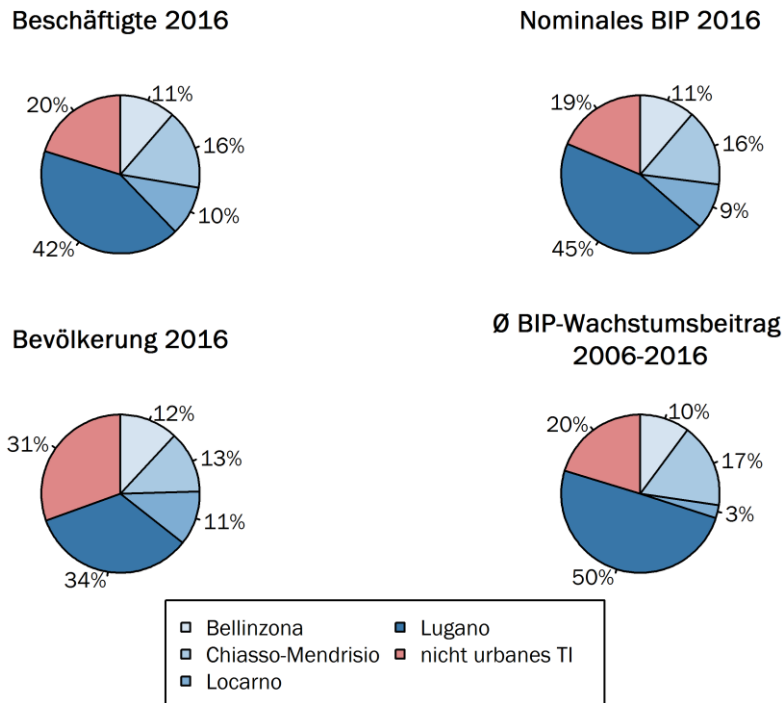 Beschäftigte 2016
11%
16%
10%
42%
20%
Nominales BIP 2016
11%
16%
9%
45%
19%
Bevölkerung 2016
12%
13%
11%
34%
31%
Ø BIP-Wachstumsbeitrag
2006-2016
10%
17%
3%
50%
20%
Bellinzona
Chiasso-Mendrisio
Locarno
Lugano
nicht urbanes TI